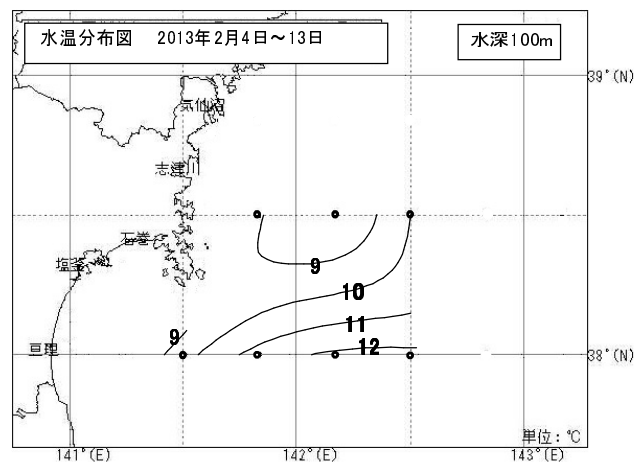 水温分布図 2013年2月4日～13日
水深100m
39°(N)
気仙沼
志津川
石巻
塩釜
9
10
11
9
12
亘理
38°(N)
単位：℃
141°(E)
142°(E)
143°(E)